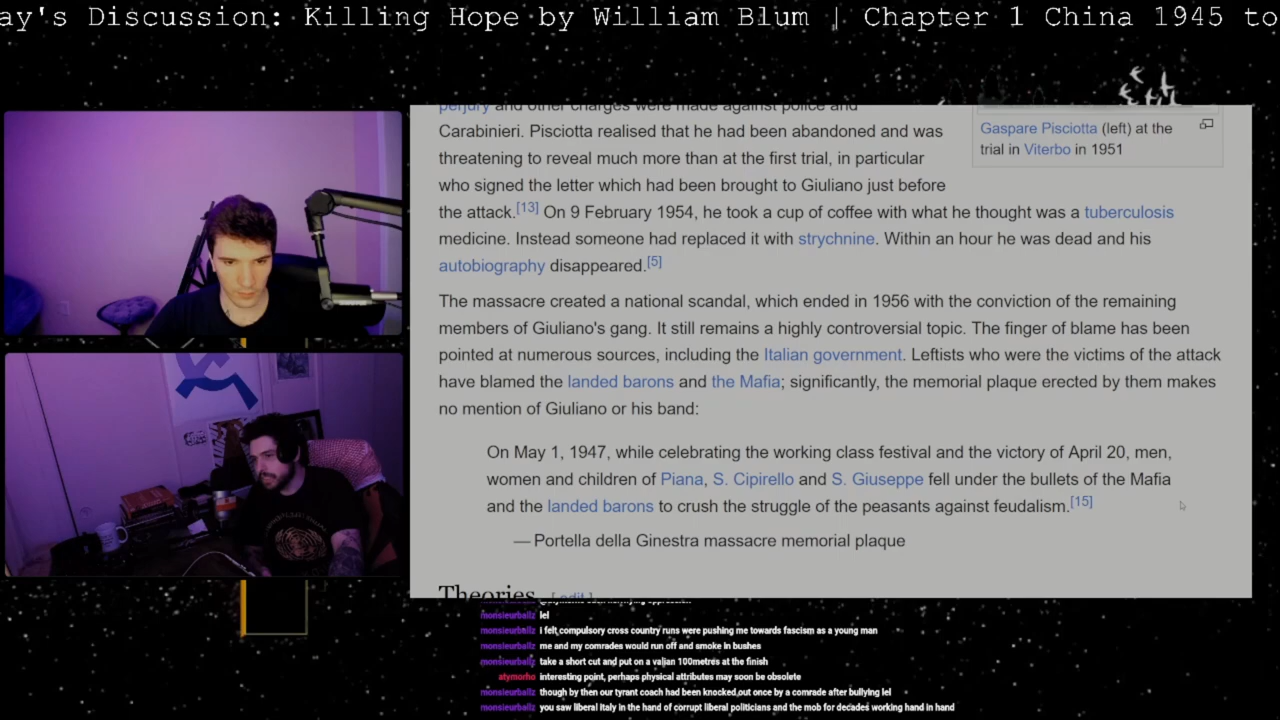 ay's Discussion: Killing Hope by William Blum | Chapter 1 China 1945 to
perjury and other charges were made against police and
Carabinieri. Pisciotta realised that he had been abandoned and was
threatening to reveal much more than at the first trial, in particular
who signed the letter which had been brought to Giuliano just before
the attack.[13] On 9 February 1954, he took a cup of coffee with what he thought was a tuberculosis
medicine. Instead someone had replaced it with strychnine. Within an hour he was dead and his
autobiography disappeared.[5]
Gaspare Pisciotta (left) at the
trial in Viterbo in 1951
The massacre created a national scandal, which ended in 1956 with the conviction of the remaining
members of Giuliano's gang. It still remains a highly controversial topic. The finger of blame has been
pointed at numerous sources, including the Italian government. Leftists who were the victims of the attack
have blamed the landed barons and the Mafia; significantly, the memorial plaque erected by them makes
no mention of Giuliano or his band:
On May 1, 1947, while celebrating the working class festival and the victory of April 20, men,
women and children of Piana, S. Cipirello and S. Giuseppe fell under the bullets of the Mafia
and the landed barons to crush the struggle of the peasants against feudalism.[15]
— Portella della Ginestra massacre memorial plaque
Theories [ edit ]
monsieurballz lel
monsieurballz i felt compulsory cross country runs were pushing me towards fascism as a young man
monsieurballz me and my comrades would run off and smoke in bushes
monsieurballz take a short cut and put on a valian 100metres at the finish
atymorho interesting point, perhaps physical attributes may soon be obsolete
monsieurballz though by then our tyrant coach had been knocked out once by a comrade after bullying lel
monsieurballz you saw liberal italy in the hand of corrupt liberal politicians and the mob for decades working hand in hand